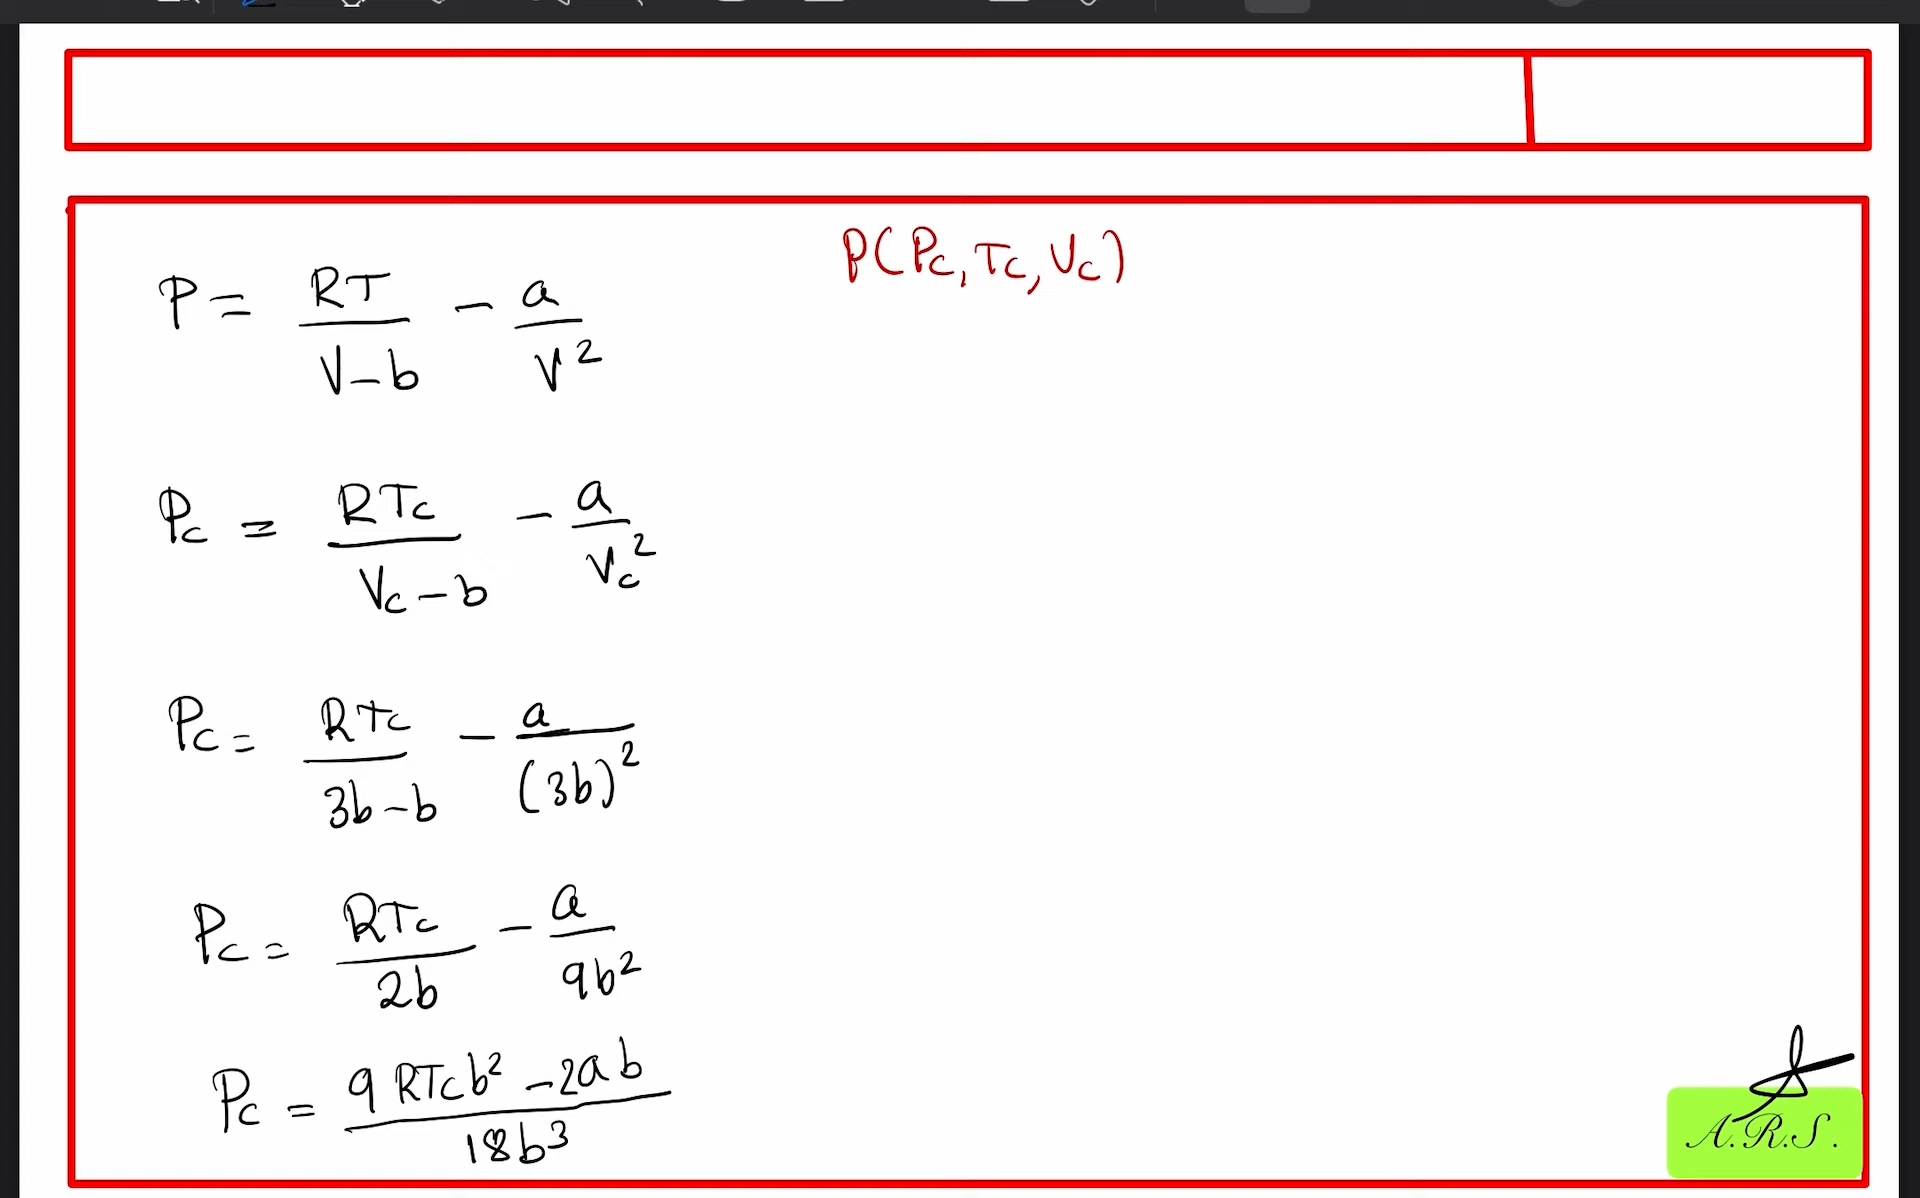 P(Pc, Tc, Vc)
P = RT/(V-b) - a/V²
Pc = RTc/(Vc-b) - a/Vc²
Pc = RTc/(3b-b) - a/(3b)²
Pc = RTc/2b - a/9b²
Pc = (9RTcb² - 2ab)/18b³
A.R.S.